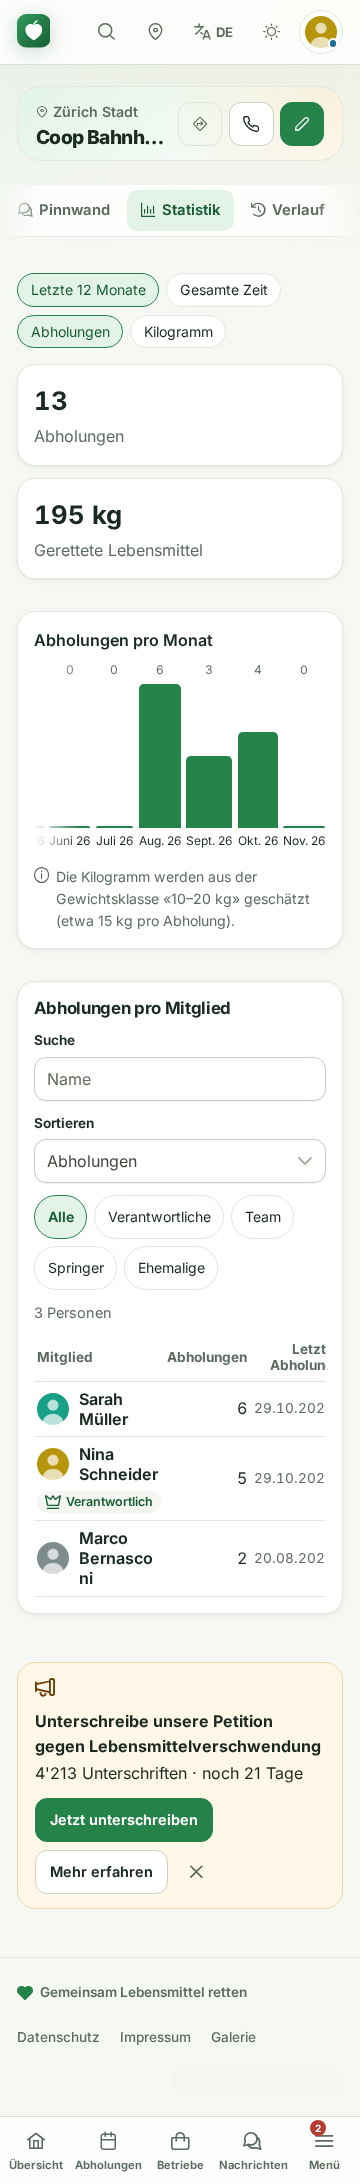 DE
Zürich Stadt
Coop Bahnh…
Pinnwand
Statistik
Verlauf
Letzte 12 Monate
Gesamte Zeit
Abholungen
Kilogramm
13
Abholungen
195 kg
Gerettete Lebensmittel
Abholungen pro Monat
0 0 6 3 4 0
6 Juni 26 Juli 26 Aug. 26 Sept. 26 Okt. 26 Nov. 26
Die Kilogramm werden aus der
Gewichtsklasse «10–20 kg» geschätzt
(etwa 15 kg pro Abholung).
Abholungen pro Mitglied
Suche
Name
Sortieren
Abholungen
Alle
Verantwortliche
Team
Springer
Ehemalige
3 Personen
Mitglied Abholungen Letzt
Abholun
Sarah
Müller
6 29.10.202
Nina
Schneider
Verantwortlich
5 29.10.202
Marco
Bernasco
ni
2 20.08.202
Unterschreibe unsere Petition
gegen Lebensmittelverschwendung
4'213 Unterschriften · noch 21 Tage
Jetzt unterschreiben
Mehr erfahren
Gemeinsam Lebensmittel retten
Datenschutz Impressum Galerie
2
Übersicht Abholungen Betriebe Nachrichten Menü